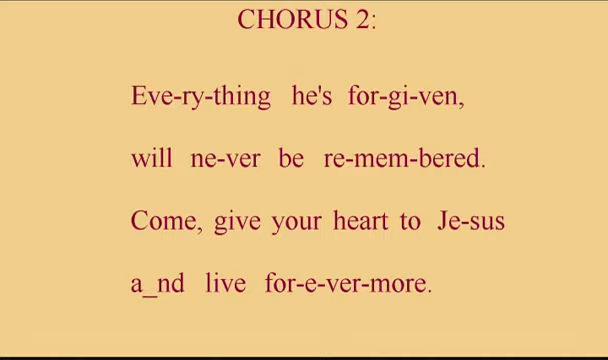 CHORUS 2:
Eve-ry-thing he's for-gi-ven,
will ne-ver be re-mem-bered.
Come, give your heart to Je-sus
a_nd live for-e-ver-more.